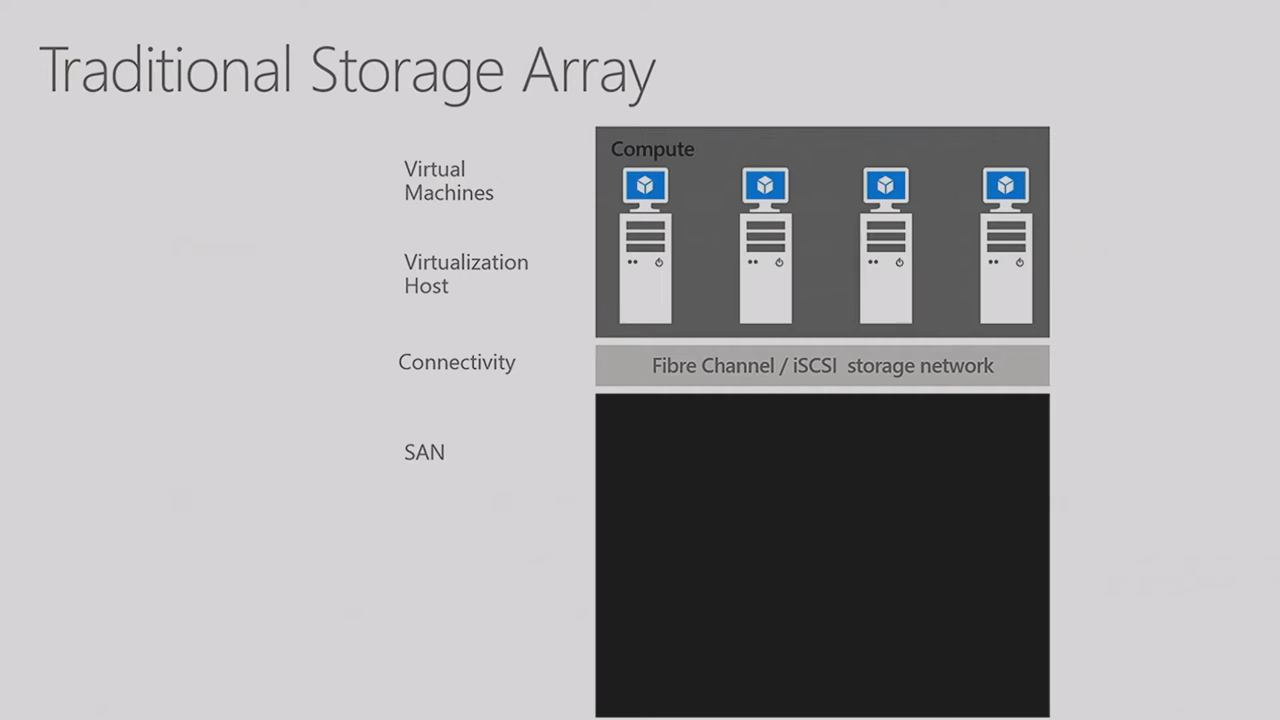 Traditional Storage Array
Compute
Virtual
Machines
Virtualization
Host
Connectivity
Fibre Channel / iSCSI storage network
SAN